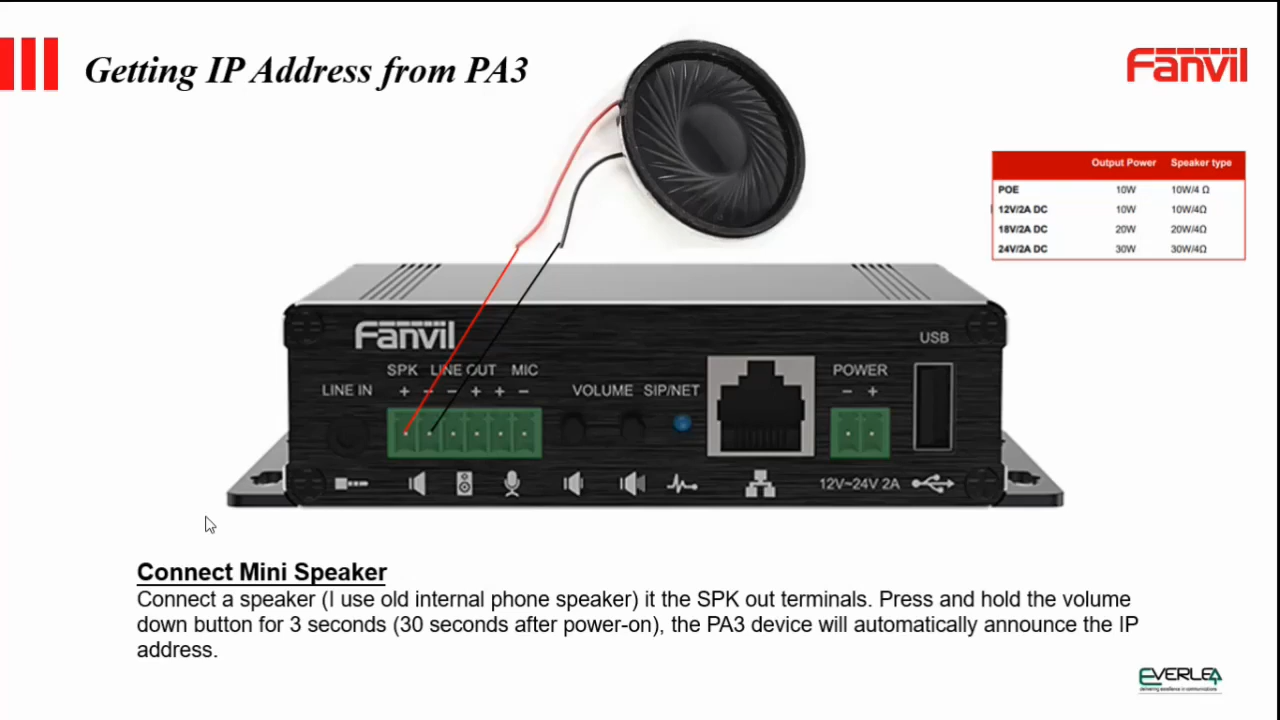 Getting IP Address from PA3
Fanvil
Output Power Speaker type
POE 10W 10W/4 Ω
12V/2A DC 10W 10W/4Ω
18V/2A DC 20W 20W/4Ω
24V/2A DC 30W 30W/4Ω
Fanvil
USB
SPK LINE OUT MIC
POWER
LINE IN + − − + + −
VOLUME SIP/NET
− +
12V~24V 2A
Connect Mini Speaker
Connect a speaker (I use old internal phone speaker) it the SPK out terminals. Press and hold the volume
down button for 3 seconds (30 seconds after power-on), the PA3 device will automatically announce the IP
address.
EVERLEA
delivering excellence in communications